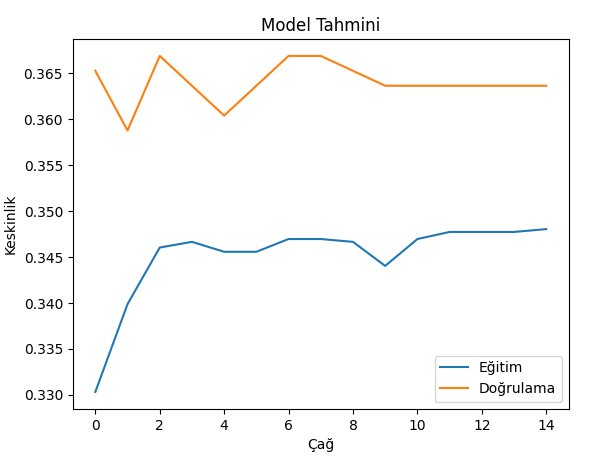 Model Tahmini
Keskinlik
0.365
0.360
0.355
0.350
0.345
0.340
0.335
0.330
0 2 4 6 8 10 12 14
Çağ
Eğitim
Doğrulama